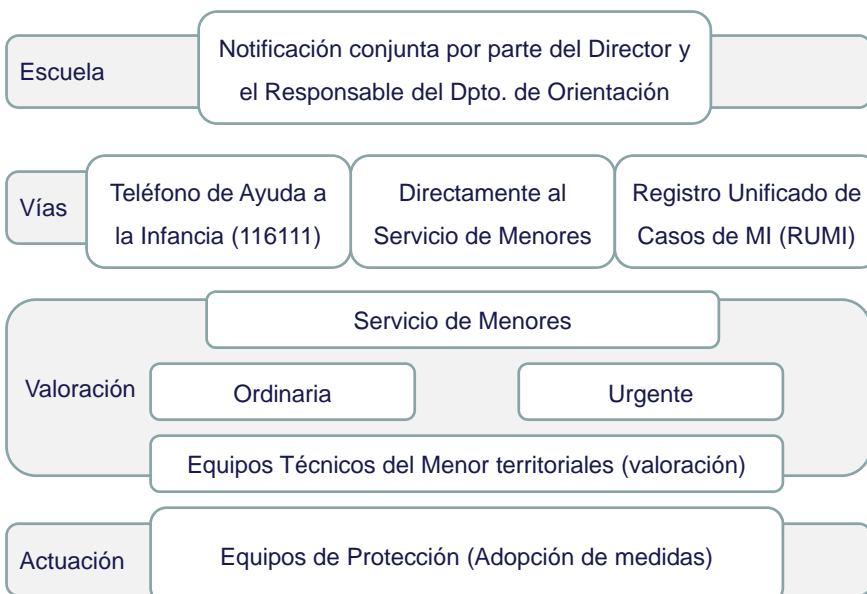 Escuela
Notificación conjunta por parte del Director y
el Responsable del Dpto. de Orientación
Vías
Teléfono de Ayuda a
la Infancia (116111)
Directamente al
Servicio de Menores
Registro Unificado de
Casos de MI (RUMI)
Servicio de Menores
Valoración
Ordinaria
Urgente
Equipos Técnicos del Menor territoriales (valoración)
Actuación
Equipos de Protección (Adopción de medidas)